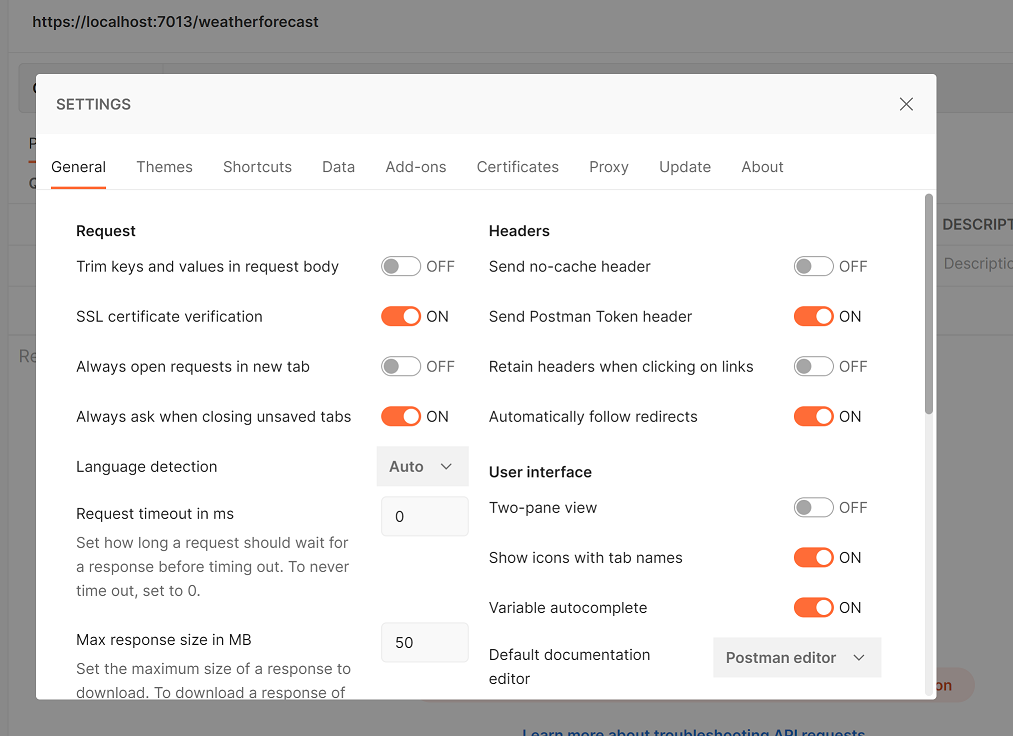 https://localhost:7013/weatherforecast
SETTINGS
General Themes Shortcuts Data Add-ons Certificates Proxy Update About
Request
Trim keys and values in request body OFF
SSL certificate verification ON
Always open requests in new tab OFF
Always ask when closing unsaved tabs ON
Language detection Auto
Request timeout in ms 0
Set how long a request should wait for
a response before timing out. To never
time out, set to 0.
Max response size in MB 50
Set the maximum size of a response to
download. To download a response of
Headers
Send no-cache header OFF
Send Postman Token header ON
Retain headers when clicking on links OFF
Automatically follow redirects ON
User interface
Two-pane view OFF
Show icons with tab names ON
Variable autocomplete ON
Default documentation
editor
Postman editor
DESCRIPT
Descriptio
Re
on
Learn more about troubleshooting API requests